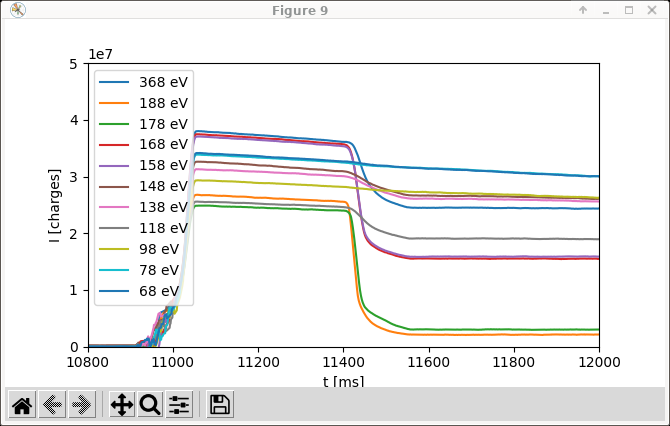 Figure 9
1e7
5
4
3
2
1
0
I [charges]
368 eV
188 eV
178 eV
168 eV
158 eV
148 eV
138 eV
118 eV
98 eV
78 eV
68 eV
10800 11000 11200 11400 11600 11800 12000
t [ms]